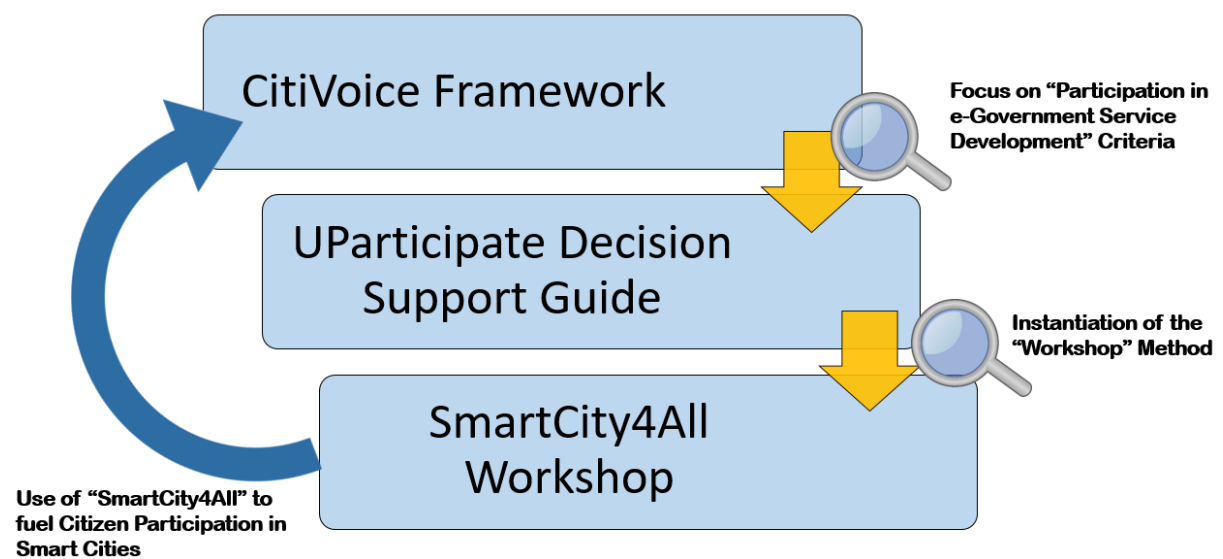 CitiVoice Framework
Focus on “Participation in
e-Government Service
Development” Criteria
UParticipate Decision
Support Guide
Instantiation of the
“Workshop” Method
SmartCity4All
Workshop
Use of “SmartCity4All” to
fuel Citizen Participation in
Smart Cities